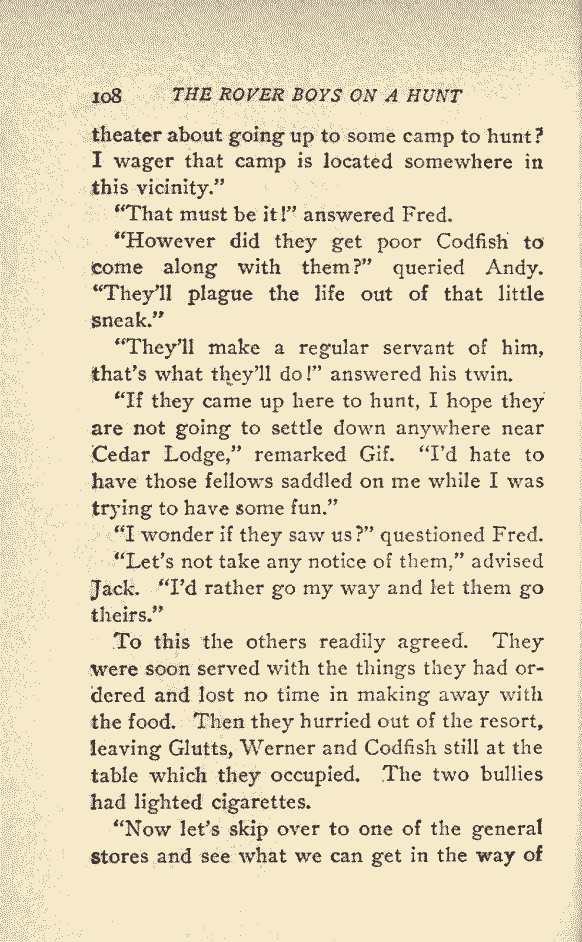 108 THE ROVER BOYS ON A HUNT
theater about going up to some camp to hunt?
I wager that camp is located somewhere in
this vicinity.”
“That must be it!” answered Fred.
“However did they get poor Codfish to
come along with them?” queried Andy.
“They’ll plague the life out of that little
sneak.”
“They’ll make a regular servant of him,
that’s what they’ll do!” answered his twin.
“If they came up here to hunt, I hope they
are not going to settle down anywhere near
Cedar Lodge,” remarked Gif. “I’d hate to
have those fellows saddled on me while I was
trying to have some fun.”
“I wonder if they saw us?” questioned Fred.
“Let’s not take any notice of them,” advised
Jack. “I’d rather go my way and let them go
theirs.”
To this the others readily agreed. They
were soon served with the things they had or-
dered and lost no time in making away with
the food. Then they hurried out of the resort,
leaving Glutts, Werner and Codfish still at the
table which they occupied. The two bullies
had lighted cigarettes.
“Now let’s skip over to one of the general
stores and see what we can get in the way of